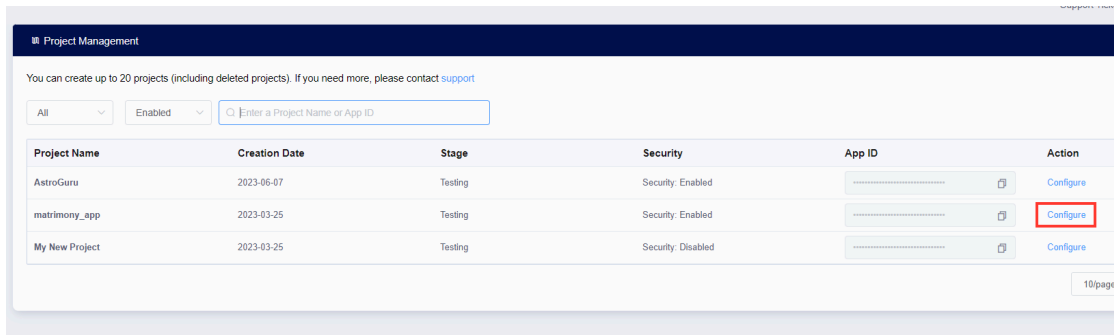 Project Management
You can create up to 20 projects (including deleted projects). If you need more, please contact support
All Enabled Enter a Project Name or App ID
Project Name Creation Date Stage Security App ID Action
AstroGuru 2023-06-07 Testing Security: Enabled Configure
matrimony_app 2023-03-25 Testing Security: Enabled Configure
My New Project 2023-03-25 Testing Security: Disabled Configure
10/page